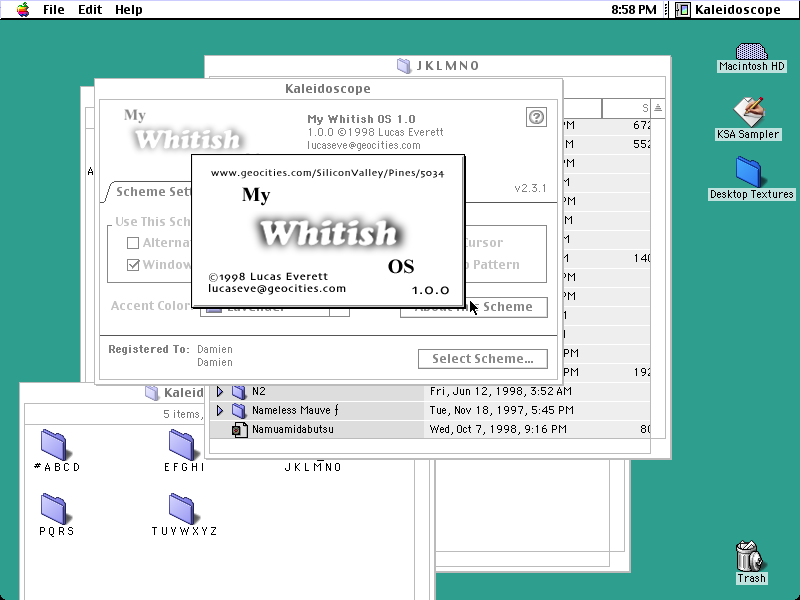 File Edit Help 8:58 PM Kaleidoscope
JKLMNO
Kaleidoscope
My
Whitish
My Whitish OS 1.0
1.0.0 ©1998 Lucas Everett
lucaseve@geocities.com
?
Scheme Sett
v2.3.1
Use This Sch
Alterna
Window
Cursor
Pattern
Accent Color
About This Scheme
Registered To: Damien
Damien
Select Scheme...
www.geocities.com/SiliconValley/Pines/5034
My
Whitish
OS
©1998 Lucas Everett
lucaseve@geocities.com
1.0.0
S
PM 672
PM 552
PM
M
PM
PM
M
PM 140
PM
PM
M
PM
PM 192
N2 Fri, Jun 12, 1998, 3:52 AM
Nameless Mauve ƒ Tue, Nov 18, 1997, 5:45 PM
Namuamidabutsu Wed, Oct 7, 1998, 9:16 PM 80
A
Kaleid
5 items,
#ABCD
EFGHI
JKLMNO
PQRS
TUVWXYZ
Macintosh HD
KSA Sampler
Desktop Textures
Trash